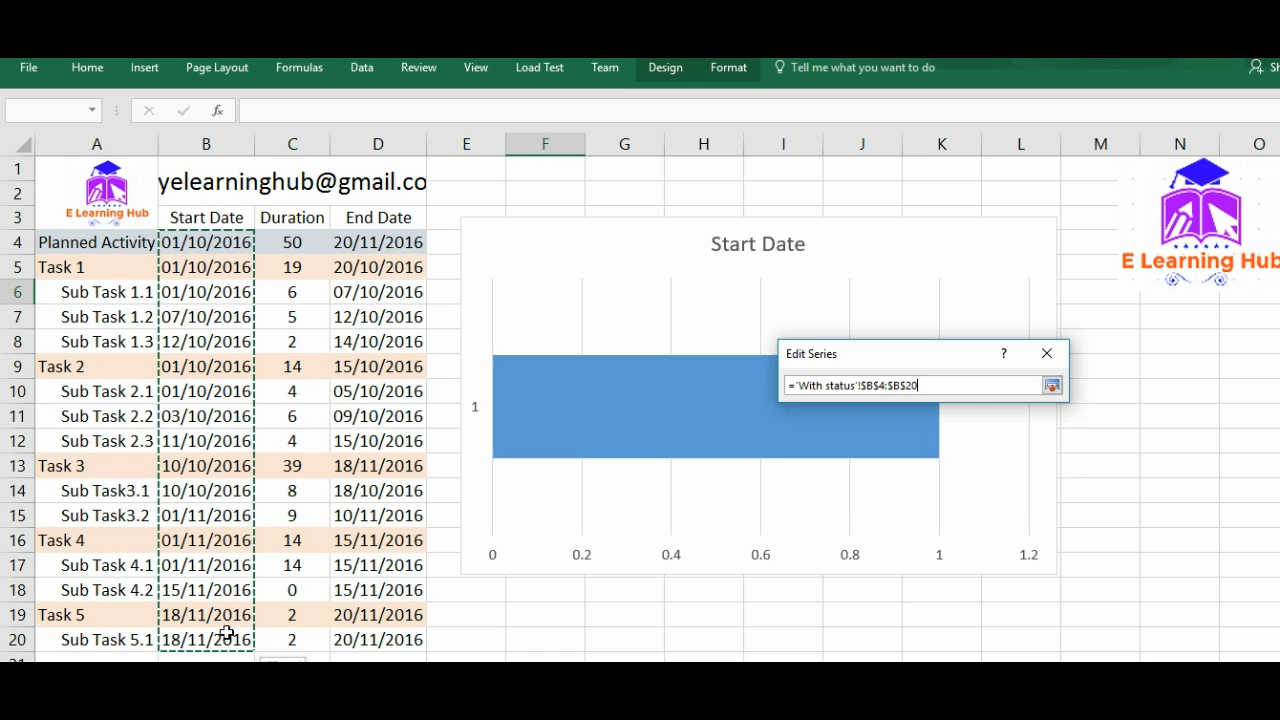 File Home Insert Page Layout Formulas Data Review View Load Test Team Design Format Tell me what you want to do
fx
A B C D E F G H I J K L M N O
1
2 yelearninghub@gmail.co
E Learning Hub
3 Start Date Duration End Date
4 Planned Activity 01/10/2016 50 20/11/2016
5 Task 1 01/10/2016 19 20/10/2016
6 Sub Task 1.1 01/10/2016 6 07/10/2016
7 Sub Task 1.2 07/10/2016 5 12/10/2016
8 Sub Task 1.3 12/10/2016 2 14/10/2016
9 Task 2 01/10/2016 14 15/10/2016
10 Sub Task 2.1 01/10/2016 4 05/10/2016
11 Sub Task 2.2 03/10/2016 6 09/10/2016
12 Sub Task 2.3 11/10/2016 4 15/10/2016
13 Task 3 10/10/2016 39 18/11/2016
14 Sub Task3.1 10/10/2016 8 18/10/2016
15 Sub Task3.2 01/11/2016 9 10/11/2016
16 Task 4 01/11/2016 14 15/11/2016
17 Sub Task 4.1 01/11/2016 14 15/11/2016
18 Sub Task 4.2 15/11/2016 0 15/11/2016
19 Task 5 18/11/2016 2 20/11/2016
20 Sub Task 5.1 18/11/2016 2 20/11/2016
Start Date
1
0 0.2 0.4 0.6 0.8 1 1.2
Edit Series ?
='With status'!$B$4:$B$20
E Learning Hub